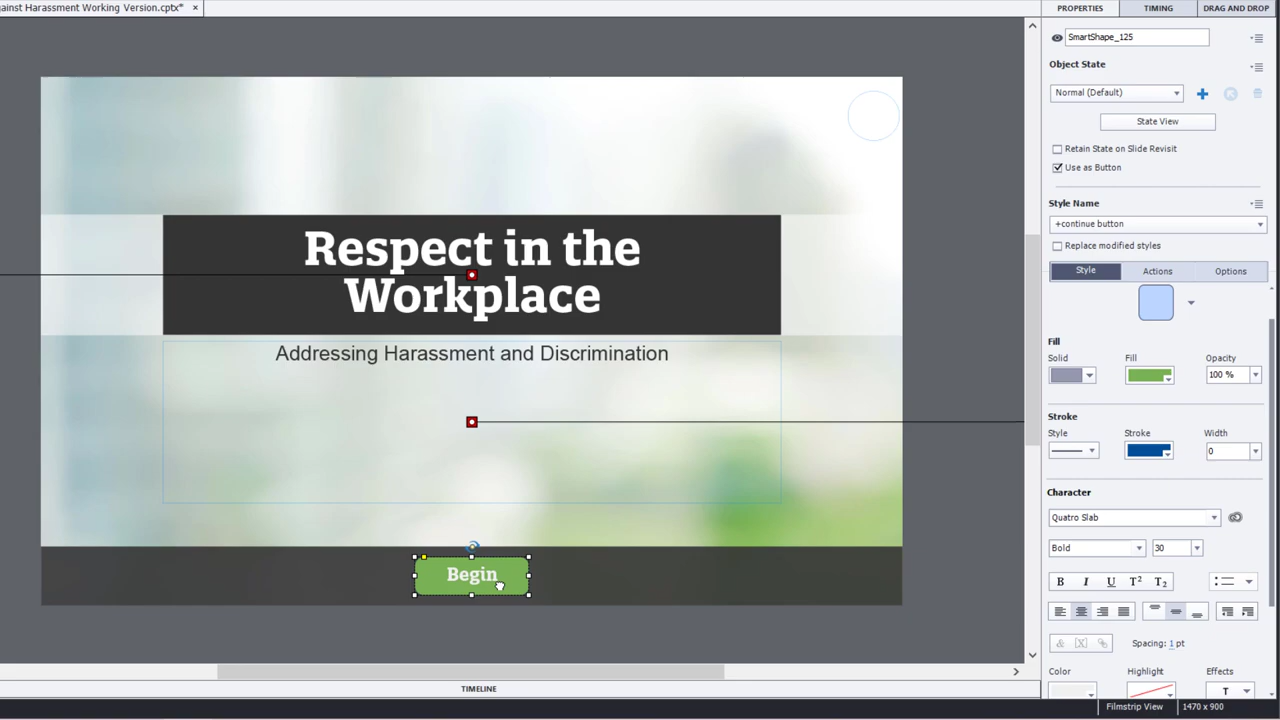 gainst Harassment Working Version.cptx* ×
PROPERTIES
TIMING
DRAG AND DROP
SmartShape_125
Object State
Normal (Default)
State View
Retain State on Slide Revisit
Use as Button
Style Name
+continue button
Replace modified styles
Style
Actions
Options
Fill
Solid
Fill
Opacity
100 %
Stroke
Style
Stroke
Width
0
Character
Quatro Slab
Bold
30
B I U T² T₂
Spacing: 1 pt
Color
Highlight
Effects
T
Respect in the
Workplace
Addressing Harassment and Discrimination
Begin
TIMELINE
Filmstrip View
1470 x 900